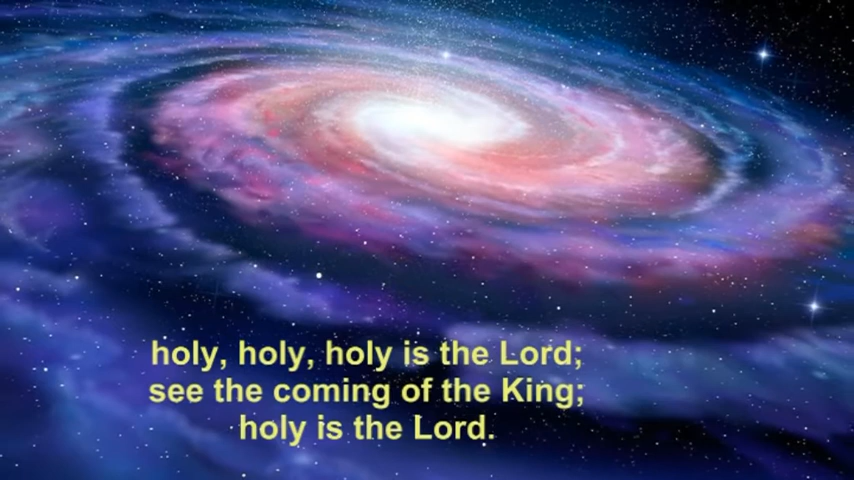 holy, holy, holy is the Lord;
see the coming of the King;
holy is the Lord.